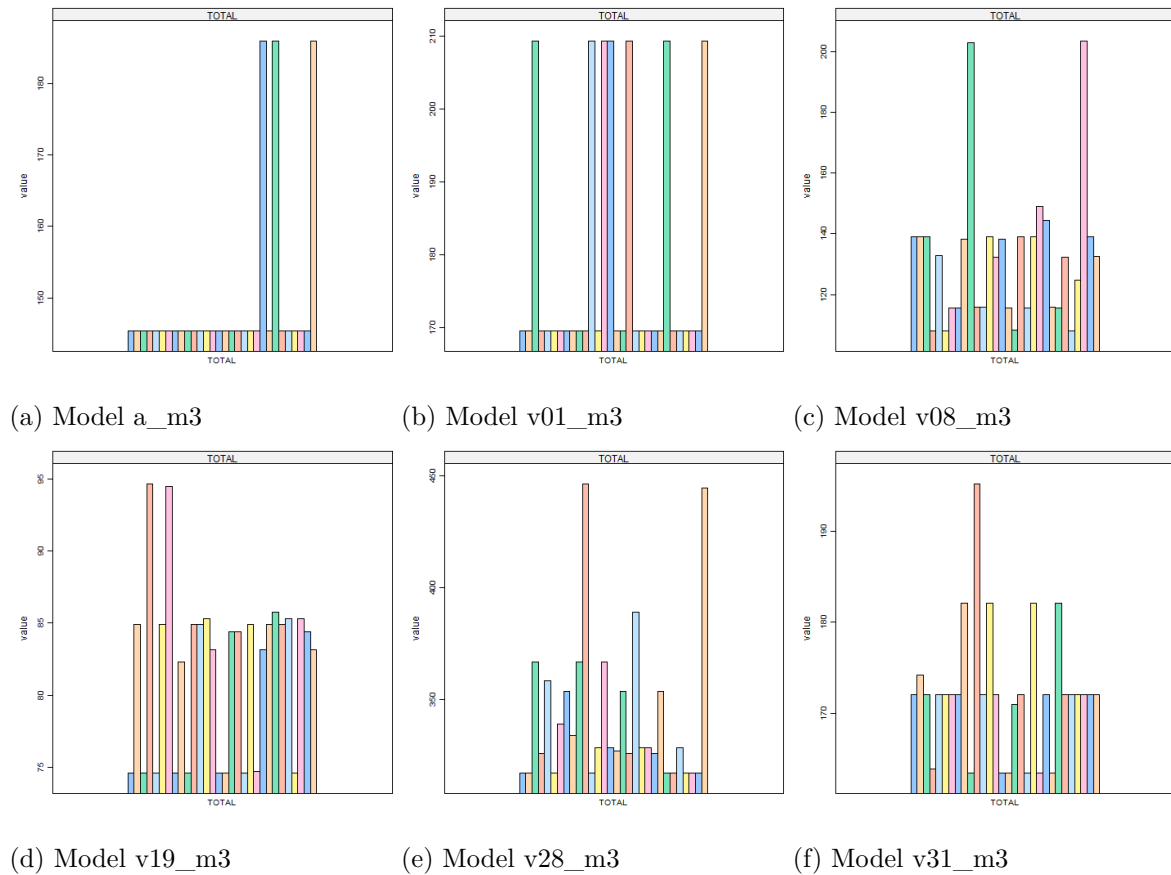 TOTAL
value
180
170
160
150
TOTAL
(a) Model a_m3
TOTAL
value
210
200
190
180
170
TOTAL
(b) Model v01_m3
TOTAL
value
200
180
160
140
120
TOTAL
(c) Model v08_m3
TOTAL
value
95
90
85
80
75
TOTAL
(d) Model v19_m3
TOTAL
value
450
400
350
TOTAL
(e) Model v28_m3
TOTAL
value
190
180
170
TOTAL
(f) Model v31_m3